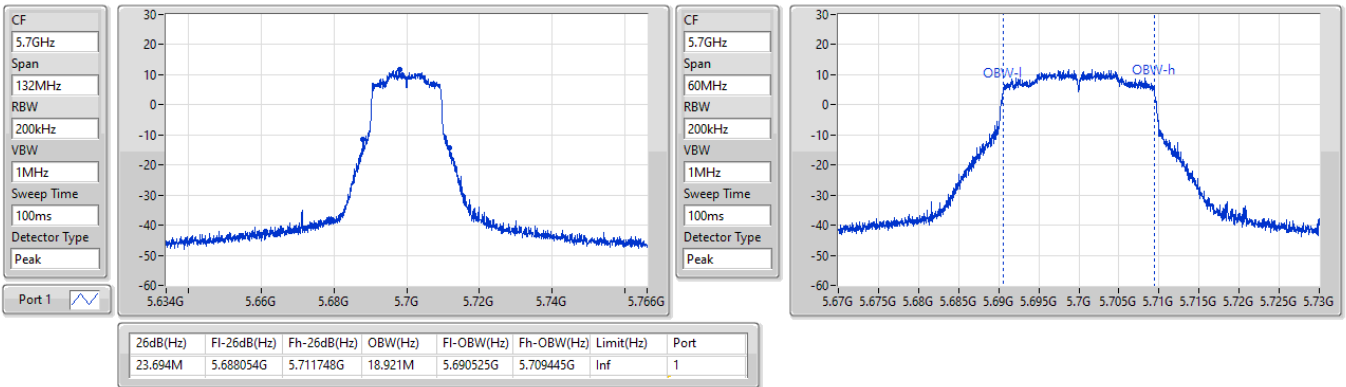 CF
5.7GHz
Span
132MHz
RBW
200kHz
VBW
1MHz
Sweep Time
100ms
Detector Type
Peak
Port 1
30-
20-
10-
0-
-10-
-20-
-30-
-40-
-50-
-60-
5.634G 5.66G 5.68G 5.7G 5.72G 5.74G 5.766G
CF
5.7GHz
Span
60MHz
RBW
200kHz
VBW
1MHz
Sweep Time
100ms
Detector Type
Peak
30-
20-
10-
0-
-10-
-20-
-30-
-40-
-50-
-60-
OBW-l OBW-h
5.67G 5.675G 5.68G 5.685G 5.69G 5.695G 5.7G 5.705G 5.71G 5.715G 5.72G 5.725G 5.73G
26dB(Hz) Fl-26dB(Hz) Fh-26dB(Hz) OBW(Hz) Fl-OBW(Hz) Fh-OBW(Hz) Limit(Hz) Port
23.694M 5.688054G 5.711748G 18.921M 5.690525G 5.709445G Inf 1